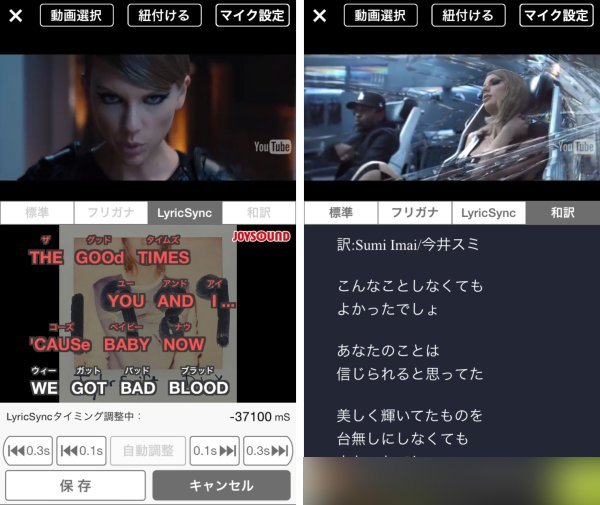 × 動画選択 紐付ける マイク設定
YouTube
標準 フリガナ LyricSync 和訳
JOYSOUND
ザ グッド タイムズ
THE GOOd TIMES
ユー アンド アイ
YOU AND I ...
コーズ ベイビー ナウ
'CAUSe BABY NOW
ウィー ガット バッド ブラッド
WE GOT BAD BLOOD
LyricSyncタイミング調整中: -37100 mS
0.3s 0.1s 自動調整 0.1s 0.3s
保存 キャンセル
× 動画選択 紐付ける マイク設定
YouTube
標準 フリガナ LyricSync 和訳
訳:Sumi Imai/今井スミ
こんなことしなくても
よかったでしょ
あなたのことは
信じられると思ってた
美しく輝いてたものを
台無しにしなくても